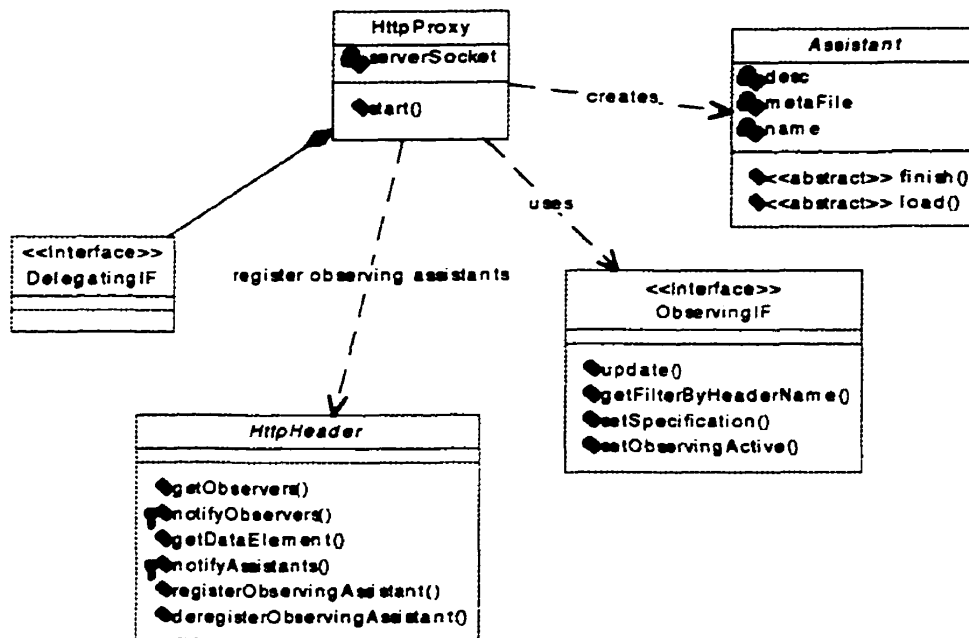 HttpProxy
serverSocket
start()
creates
Assistant
desc
metaFile
name
<<abstract>> finish()
<<abstract>> load()
uses
<<Interface>>
DelegatingIF
register observing assistants
<<Interface>>
ObservingIF
update()
getFilterByHeaderName()
setSpecification()
setObservingActive()
HttpHeader
getObservers()
notifyObservers()
getDataElement()
notifyAssistants()
registerObservingAssistant()
deregisterObservingAssistant()